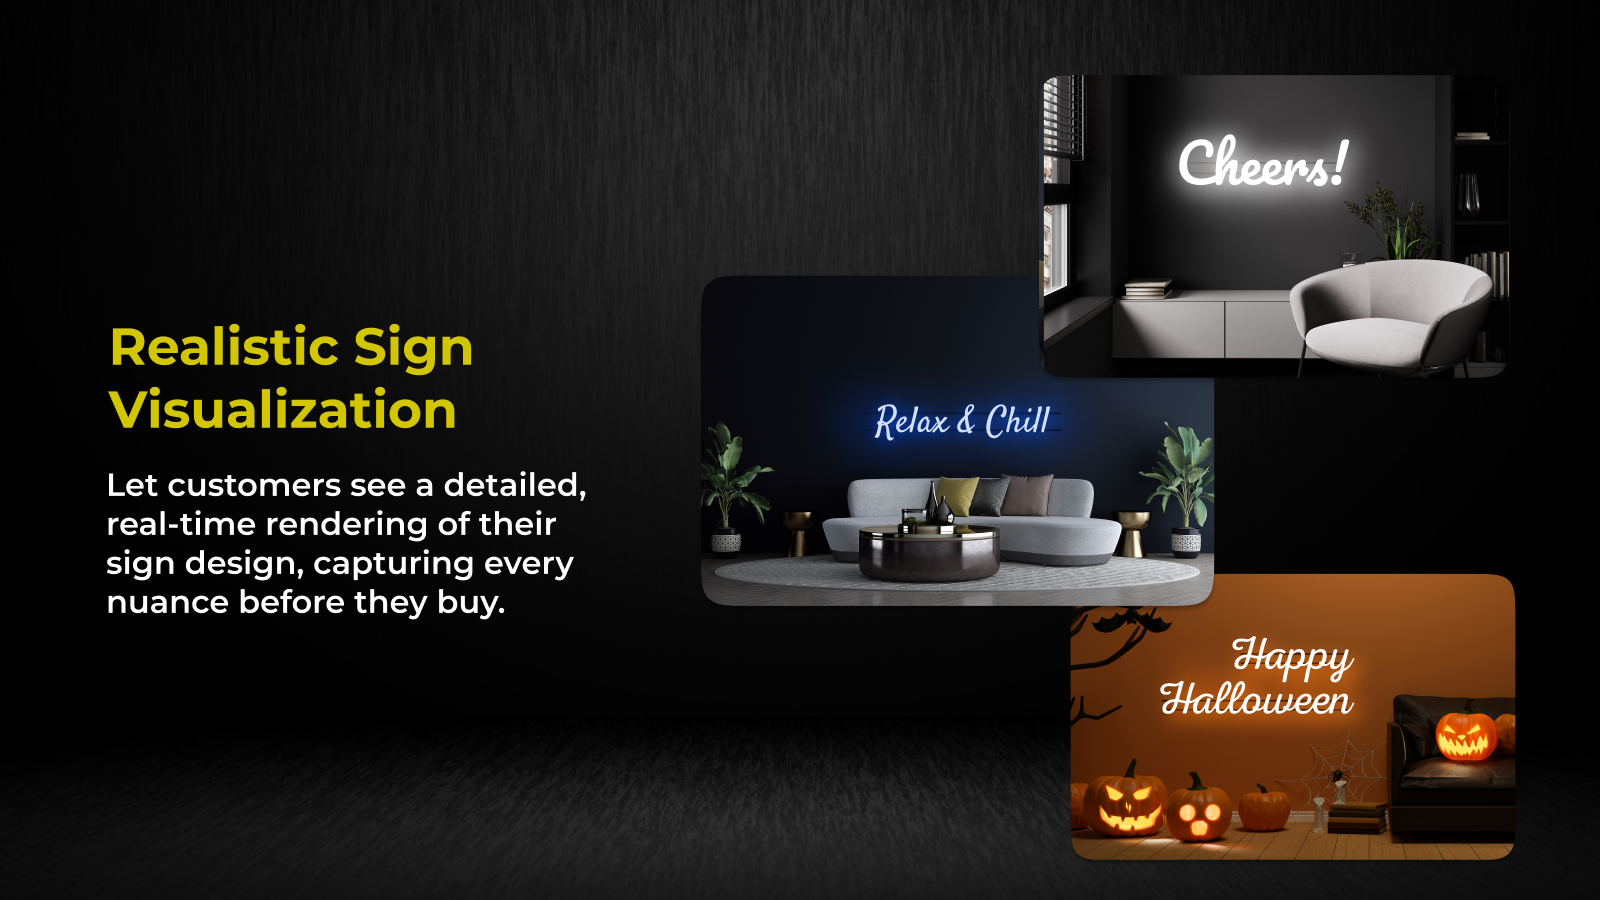 Realistic Sign
Visualization
Let customers see a detailed,
real-time rendering of their
sign design, capturing every
nuance before they buy.
Cheers!
Relax & Chill
Happy
Halloween